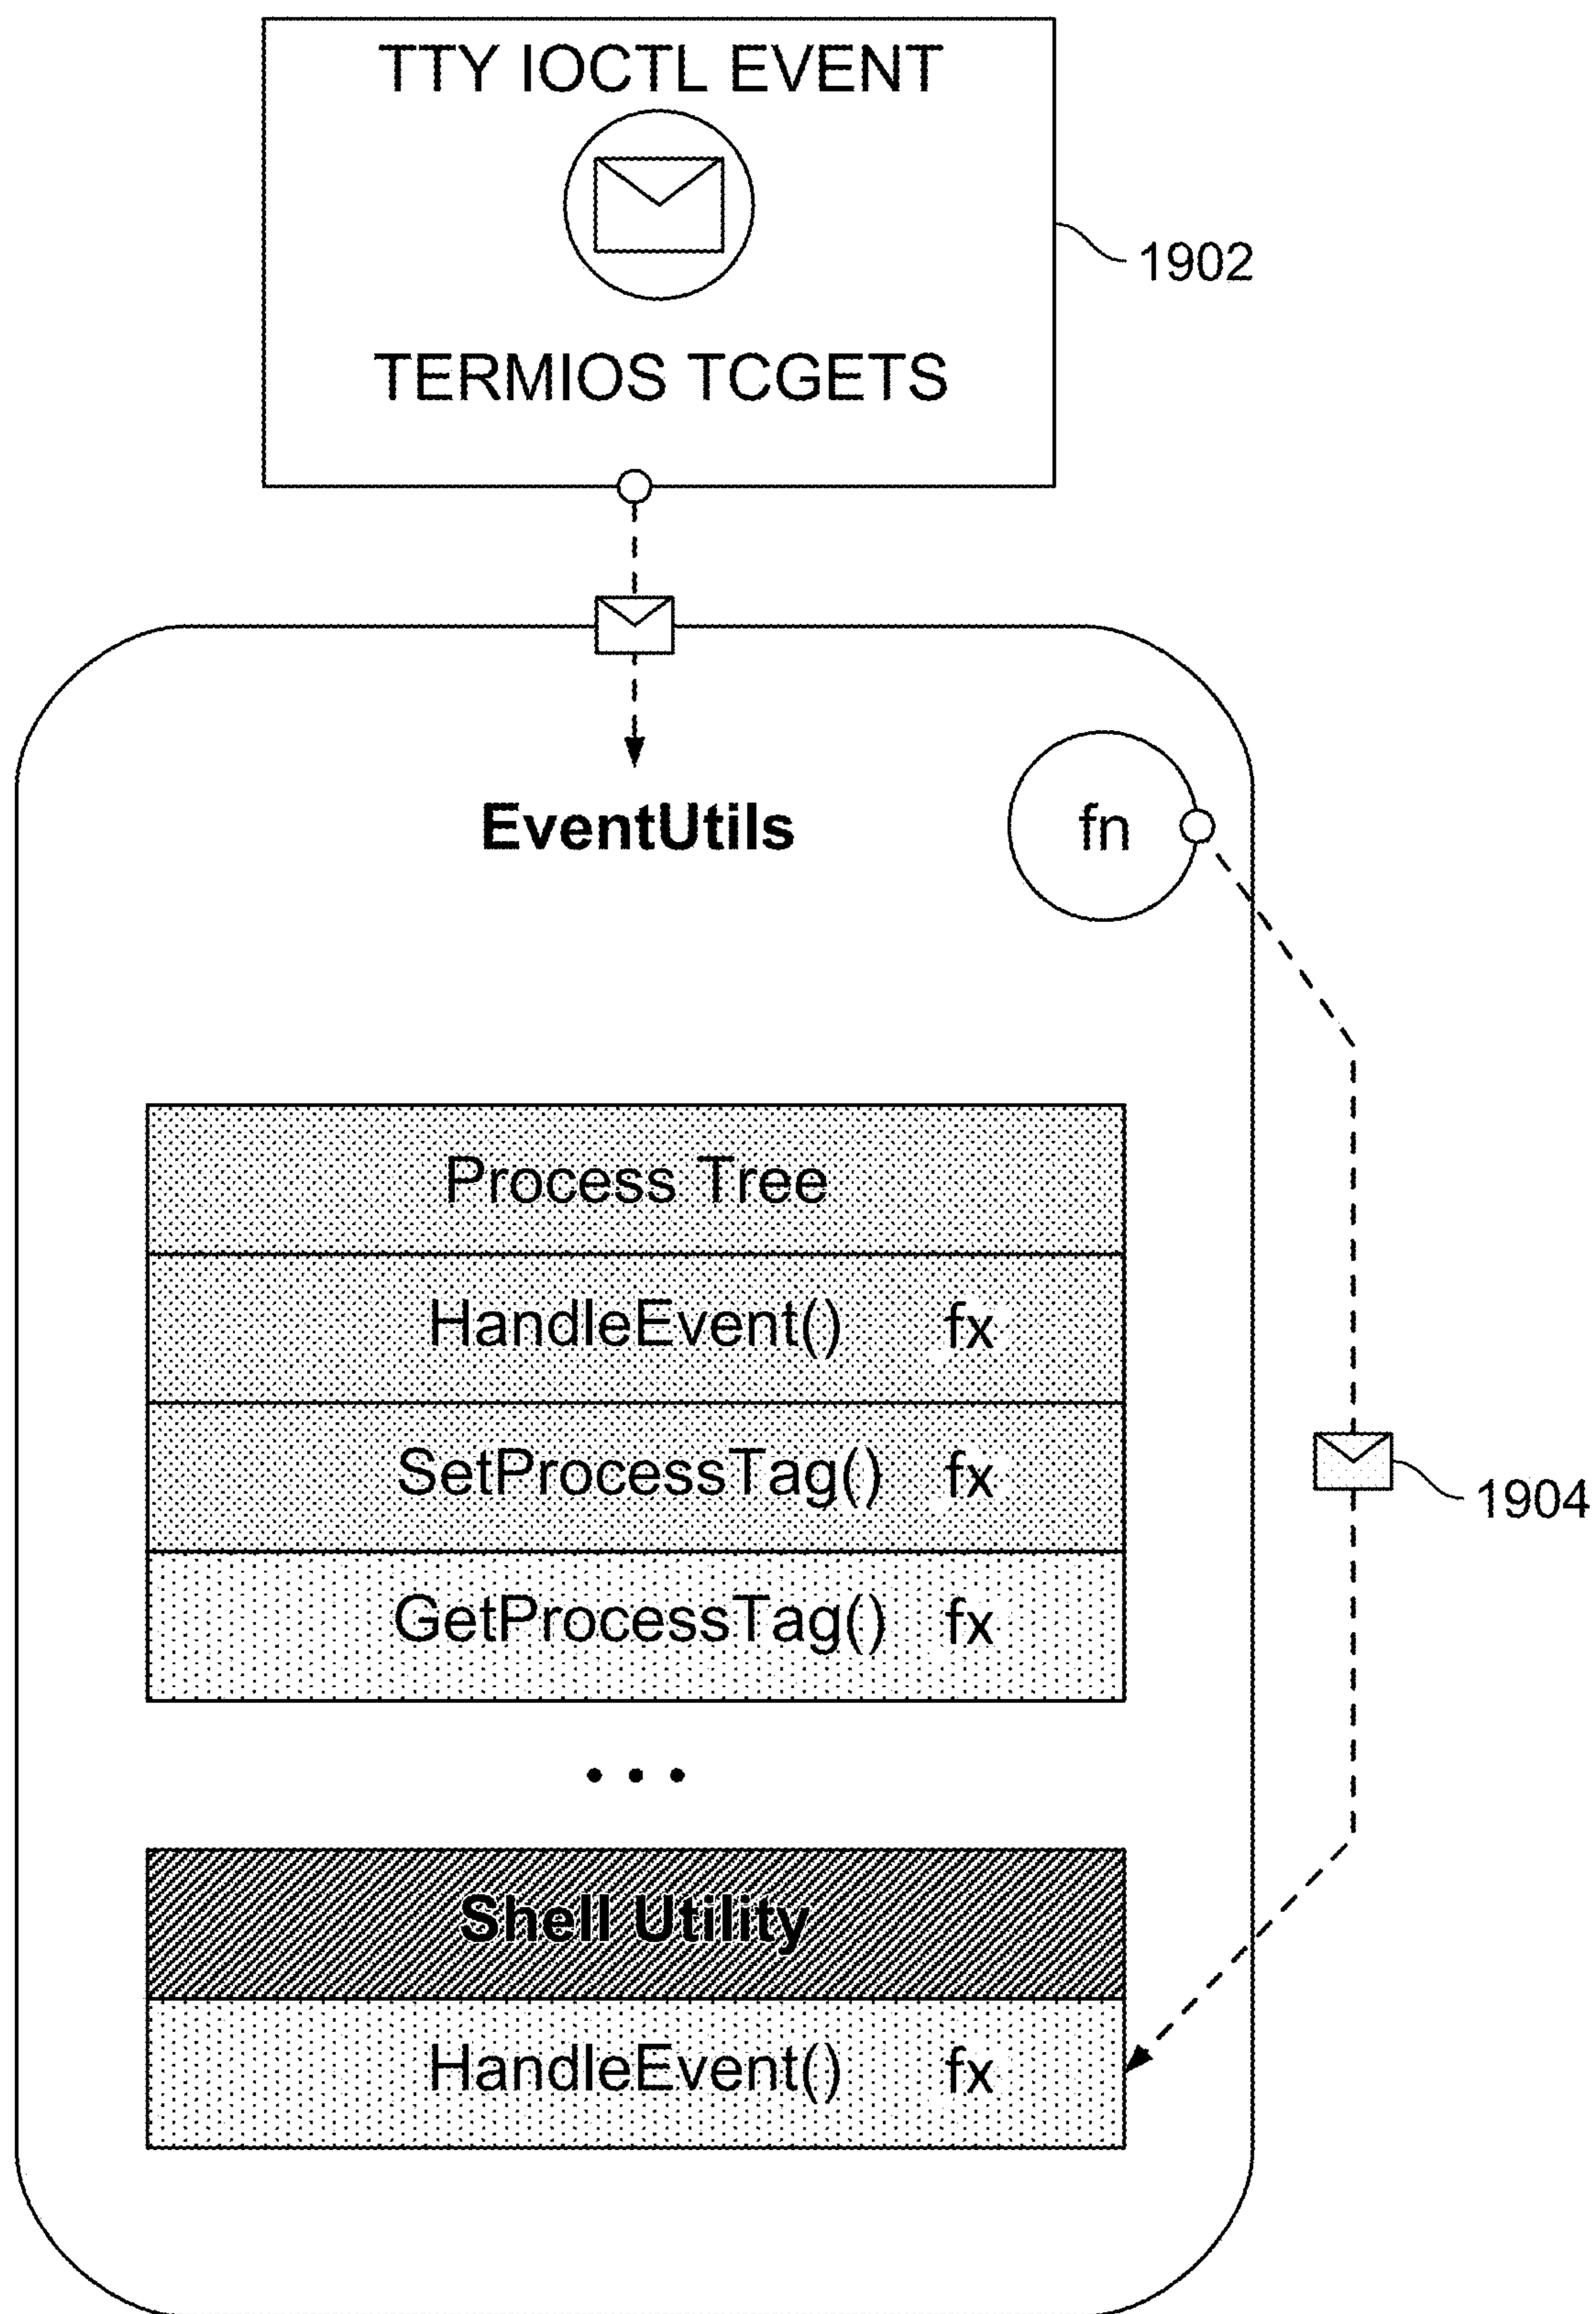 TTY IOCTL EVENT
TERMIOS TCGETS
1902
EventUtils
fn
Process Tree
HandleEvent() fx
SetProcessTag() fx
1904
GetProcessTag() fx
• • •
Shell Utility
HandleEvent() fx